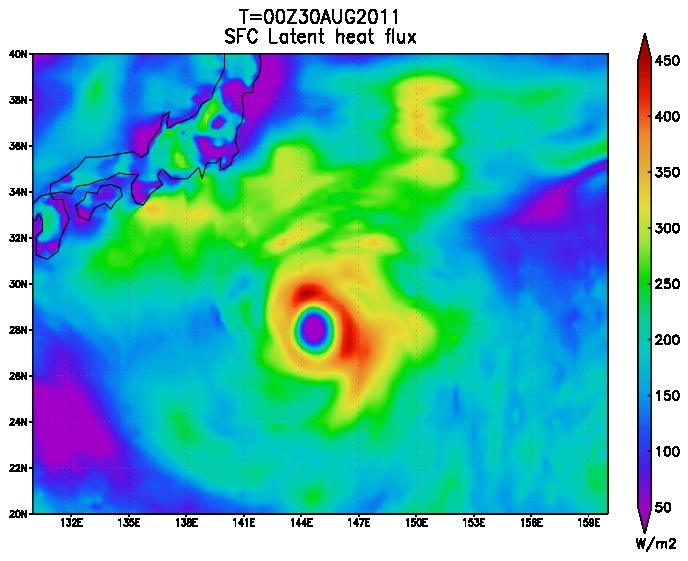 T=00Z30AUG2011
SFC Latent heat flux
40N
38N
36N
34N
32N
30N
28N
26N
24N
22N
20N
132E 135E 138E 141E 144E 147E 150E 153E 156E 159E
450
400
350
300
250
200
150
100
50
W/m2